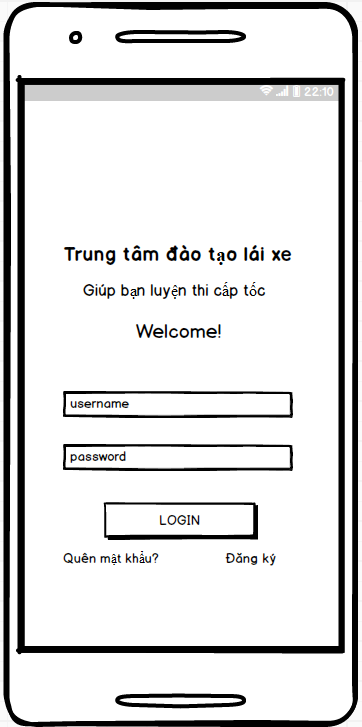 22:10
Trung tâm đào tạo lái xe
Giúp bạn luyện thi cấp tốc
Welcome!
username
password
LOGIN
Quên mật khẩu? Đăng ký